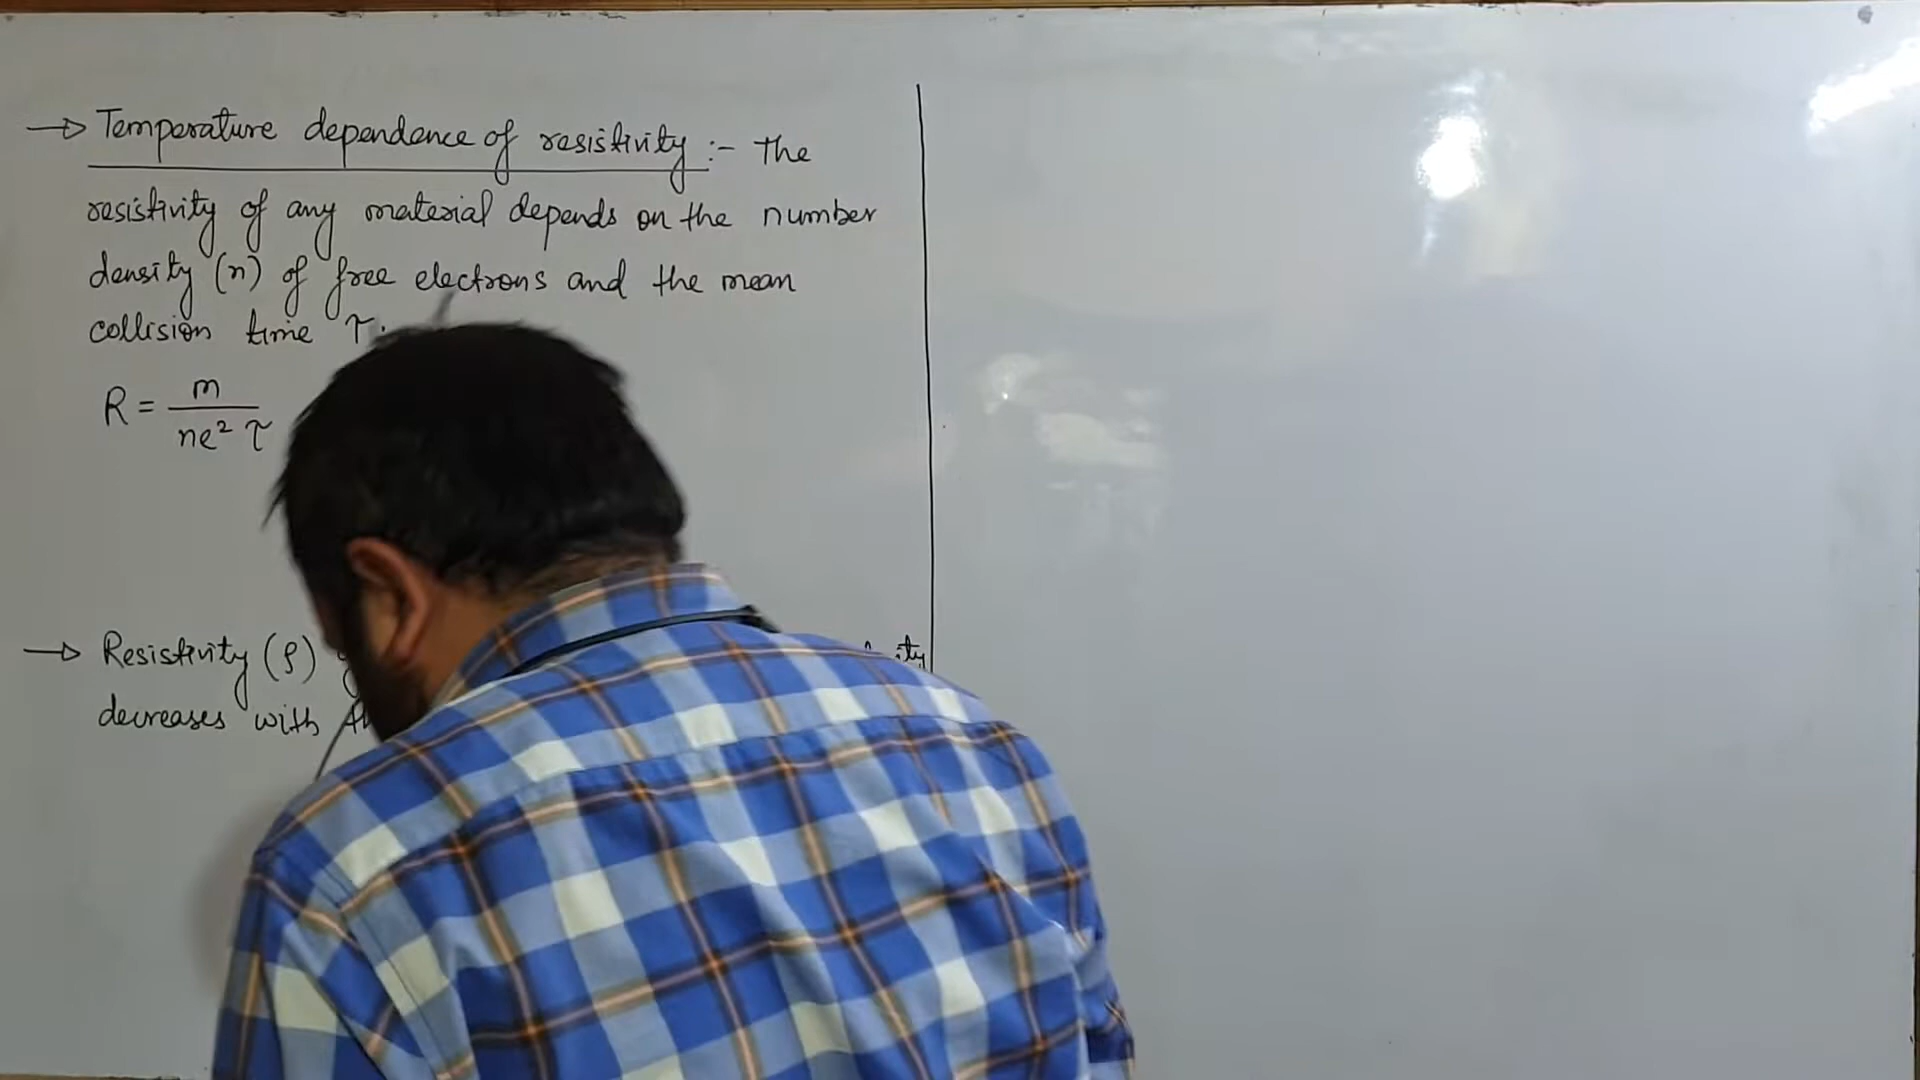 → Temperature dependence of resistivity :- The
resistivity of any material depends on the number
density (n) of free electrons and the mean
collision time τ.
R = m / ne² τ
→ Resistivity (ρ)
decreases with